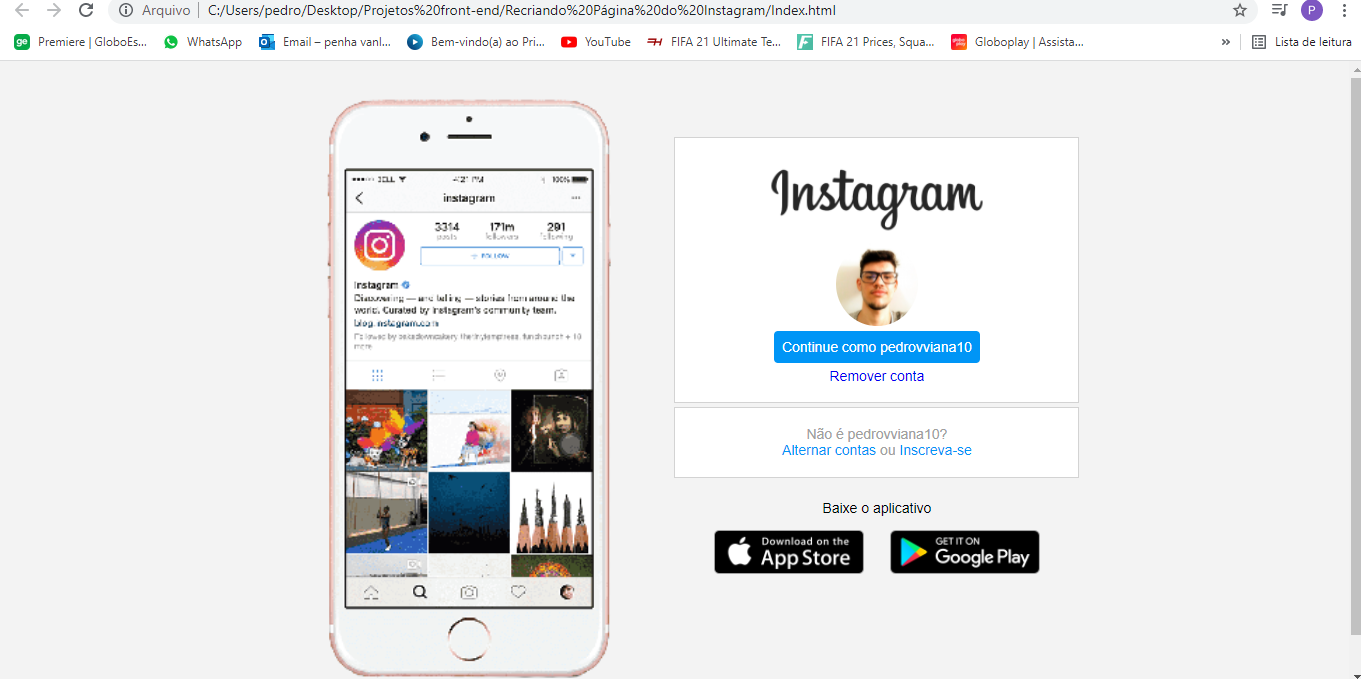 Arquivo | C:/Users/pedro/Desktop/Projetos%20front-end/Recriando%20Página%20do%20Instagram/Index.html
P
ge Premiere | GloboEs... WhatsApp Email – penha vanl... Bem-vindo(a) ao Pri... YouTube FIFA 21 Ultimate Te... FIFA 21 Prices, Squa... Globoplay | Assista... » Lista de leitura
4:21 PM 100%
instagram
3314 171m 291
posts followers following
+ FOLLOW
instagram
Discovering — and telling — stories from around the
world. Curated by Instagram's community team.
blog.instagram.com
Followed by
+ 10
more
Instagram
Continue como pedrovviana10
Remover conta
Não é pedrovviana10?
Alternar contas ou Inscreva-se
Baixe o aplicativo
Download on the
App Store
GET IT ON
Google Play